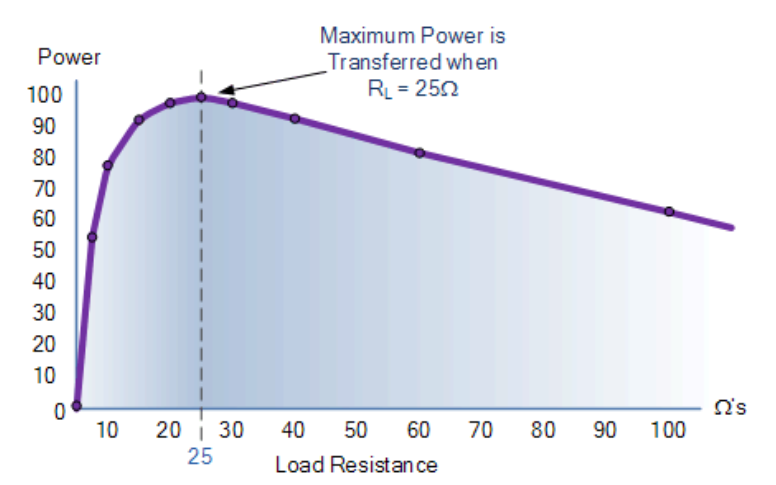 Maximum Power is
Transferred when
R_L = 25Ω
Power
100
90
80
70
60
50
40
30
20
10
0
10 20 30 40 50 60 70 80 90 100
Ω's
25
Load Resistance